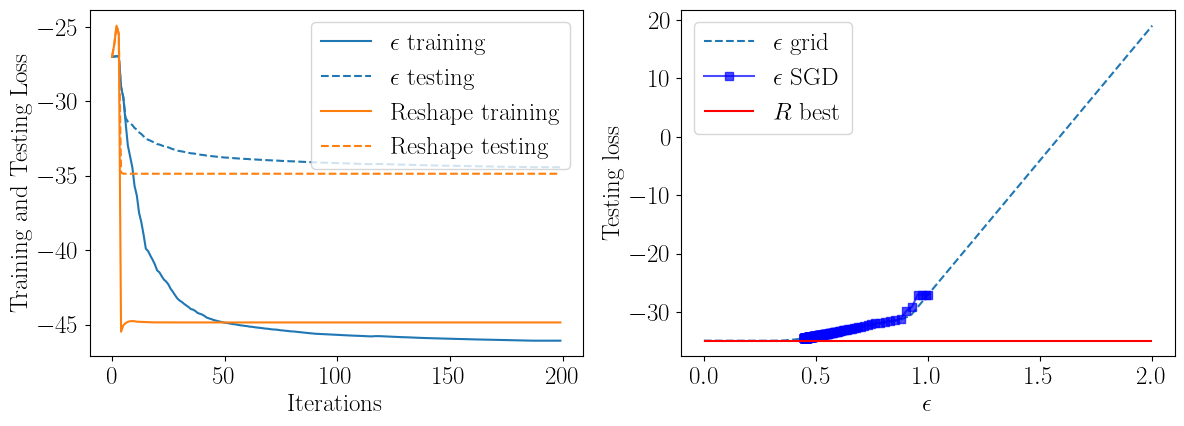 −25
−30
−35
−40
−45
Training and Testing Loss
ϵ training
ϵ testing
Reshape training
Reshape testing
0
50
100
150
200
Iterations
20
10
0
−10
−20
−30
Testing loss
ϵ grid
ϵ SGD
R best
0.0
0.5
1.0
1.5
2.0
ϵ